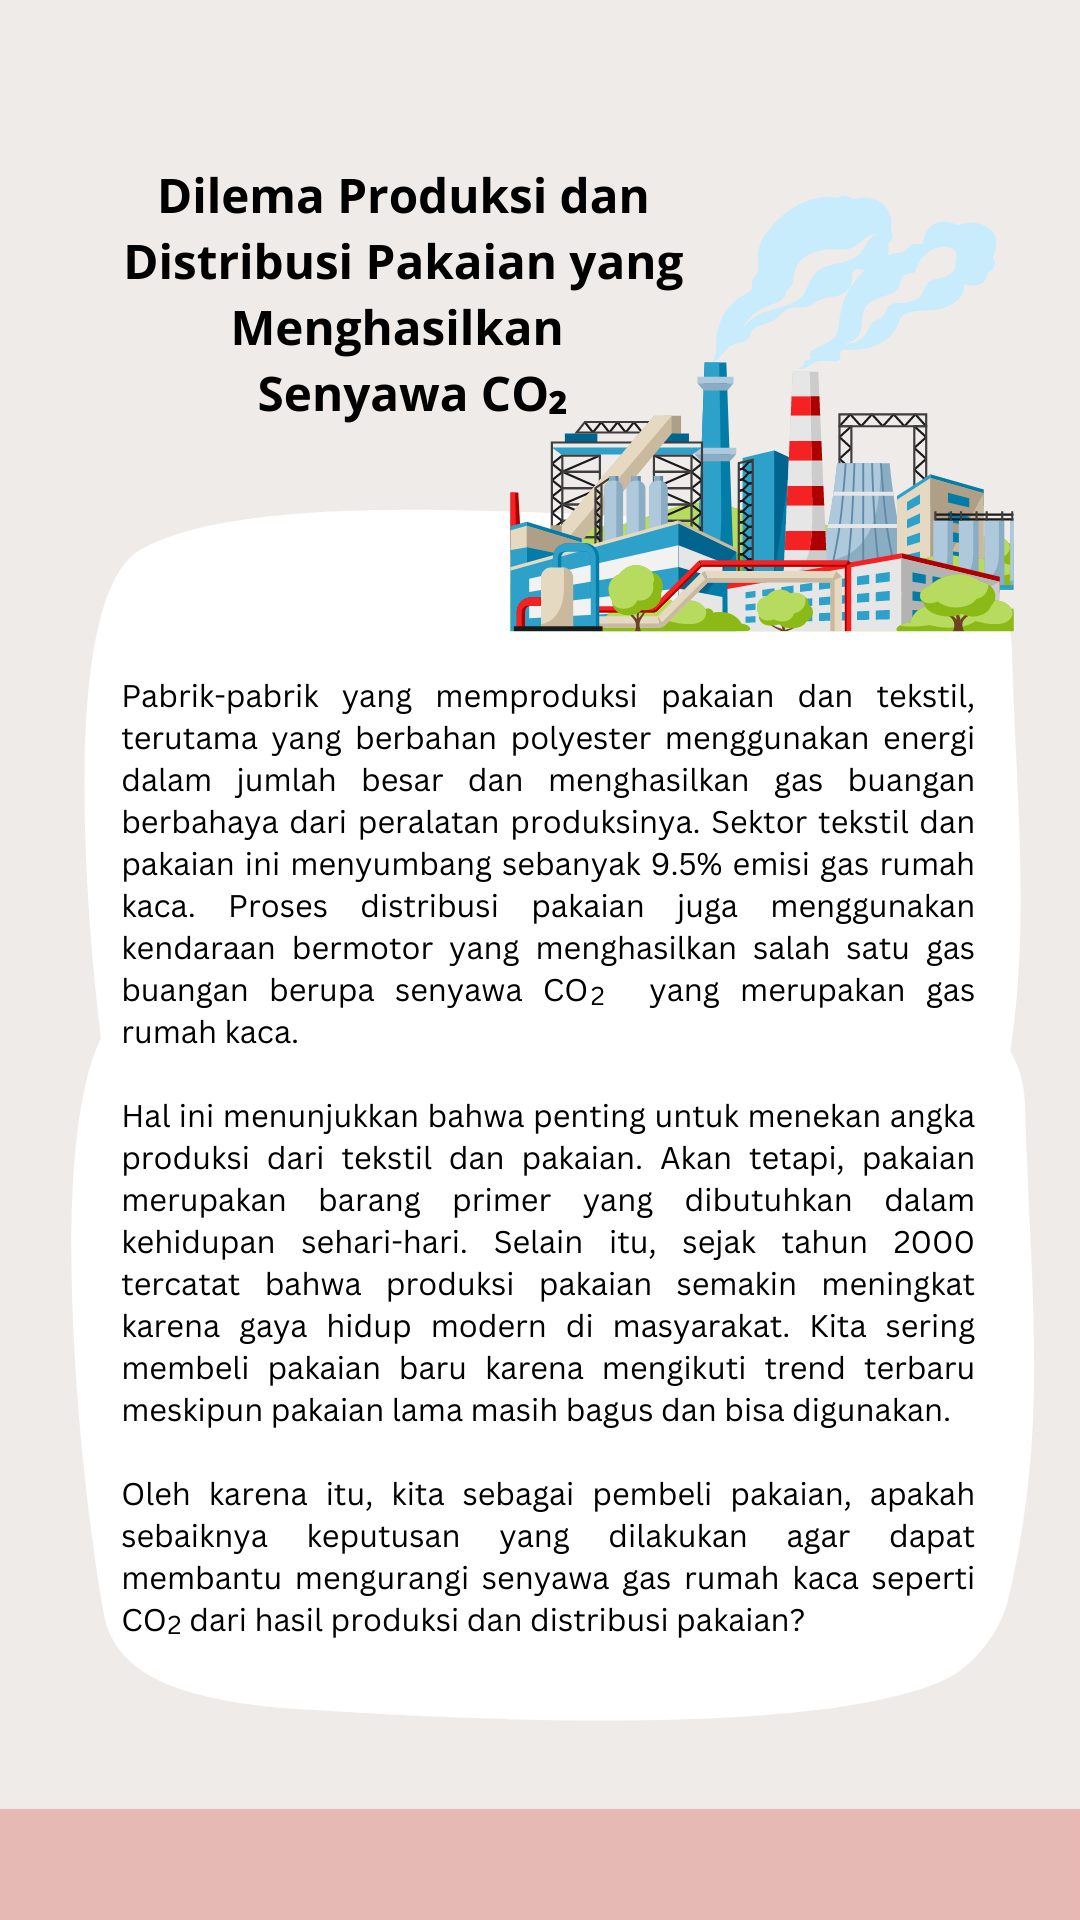 Dilema Produksi dan
Distribusi Pakaian yang
Menghasilkan
Senyawa CO₂
Pabrik-pabrik yang memproduksi pakaian dan tekstil,
terutama yang berbahan polyester menggunakan energi
dalam jumlah besar dan menghasilkan gas buangan
berbahaya dari peralatan produksinya. Sektor tekstil dan
pakaian ini menyumbang sebanyak 9.5% emisi gas rumah
kaca. Proses distribusi pakaian juga menggunakan
kendaraan bermotor yang menghasilkan salah satu gas
buangan berupa senyawa CO₂ yang merupakan gas
rumah kaca.
Hal ini menunjukkan bahwa penting untuk menekan angka
produksi dari tekstil dan pakaian. Akan tetapi, pakaian
merupakan barang primer yang dibutuhkan dalam
kehidupan sehari-hari. Selain itu, sejak tahun 2000
tercatat bahwa produksi pakaian semakin meningkat
karena gaya hidup modern di masyarakat. Kita sering
membeli pakaian baru karena mengikuti trend terbaru
meskipun pakaian lama masih bagus dan bisa digunakan.
Oleh karena itu, kita sebagai pembeli pakaian, apakah
sebaiknya keputusan yang dilakukan agar dapat
membantu mengurangi senyawa gas rumah kaca seperti
CO₂ dari hasil produksi dan distribusi pakaian?